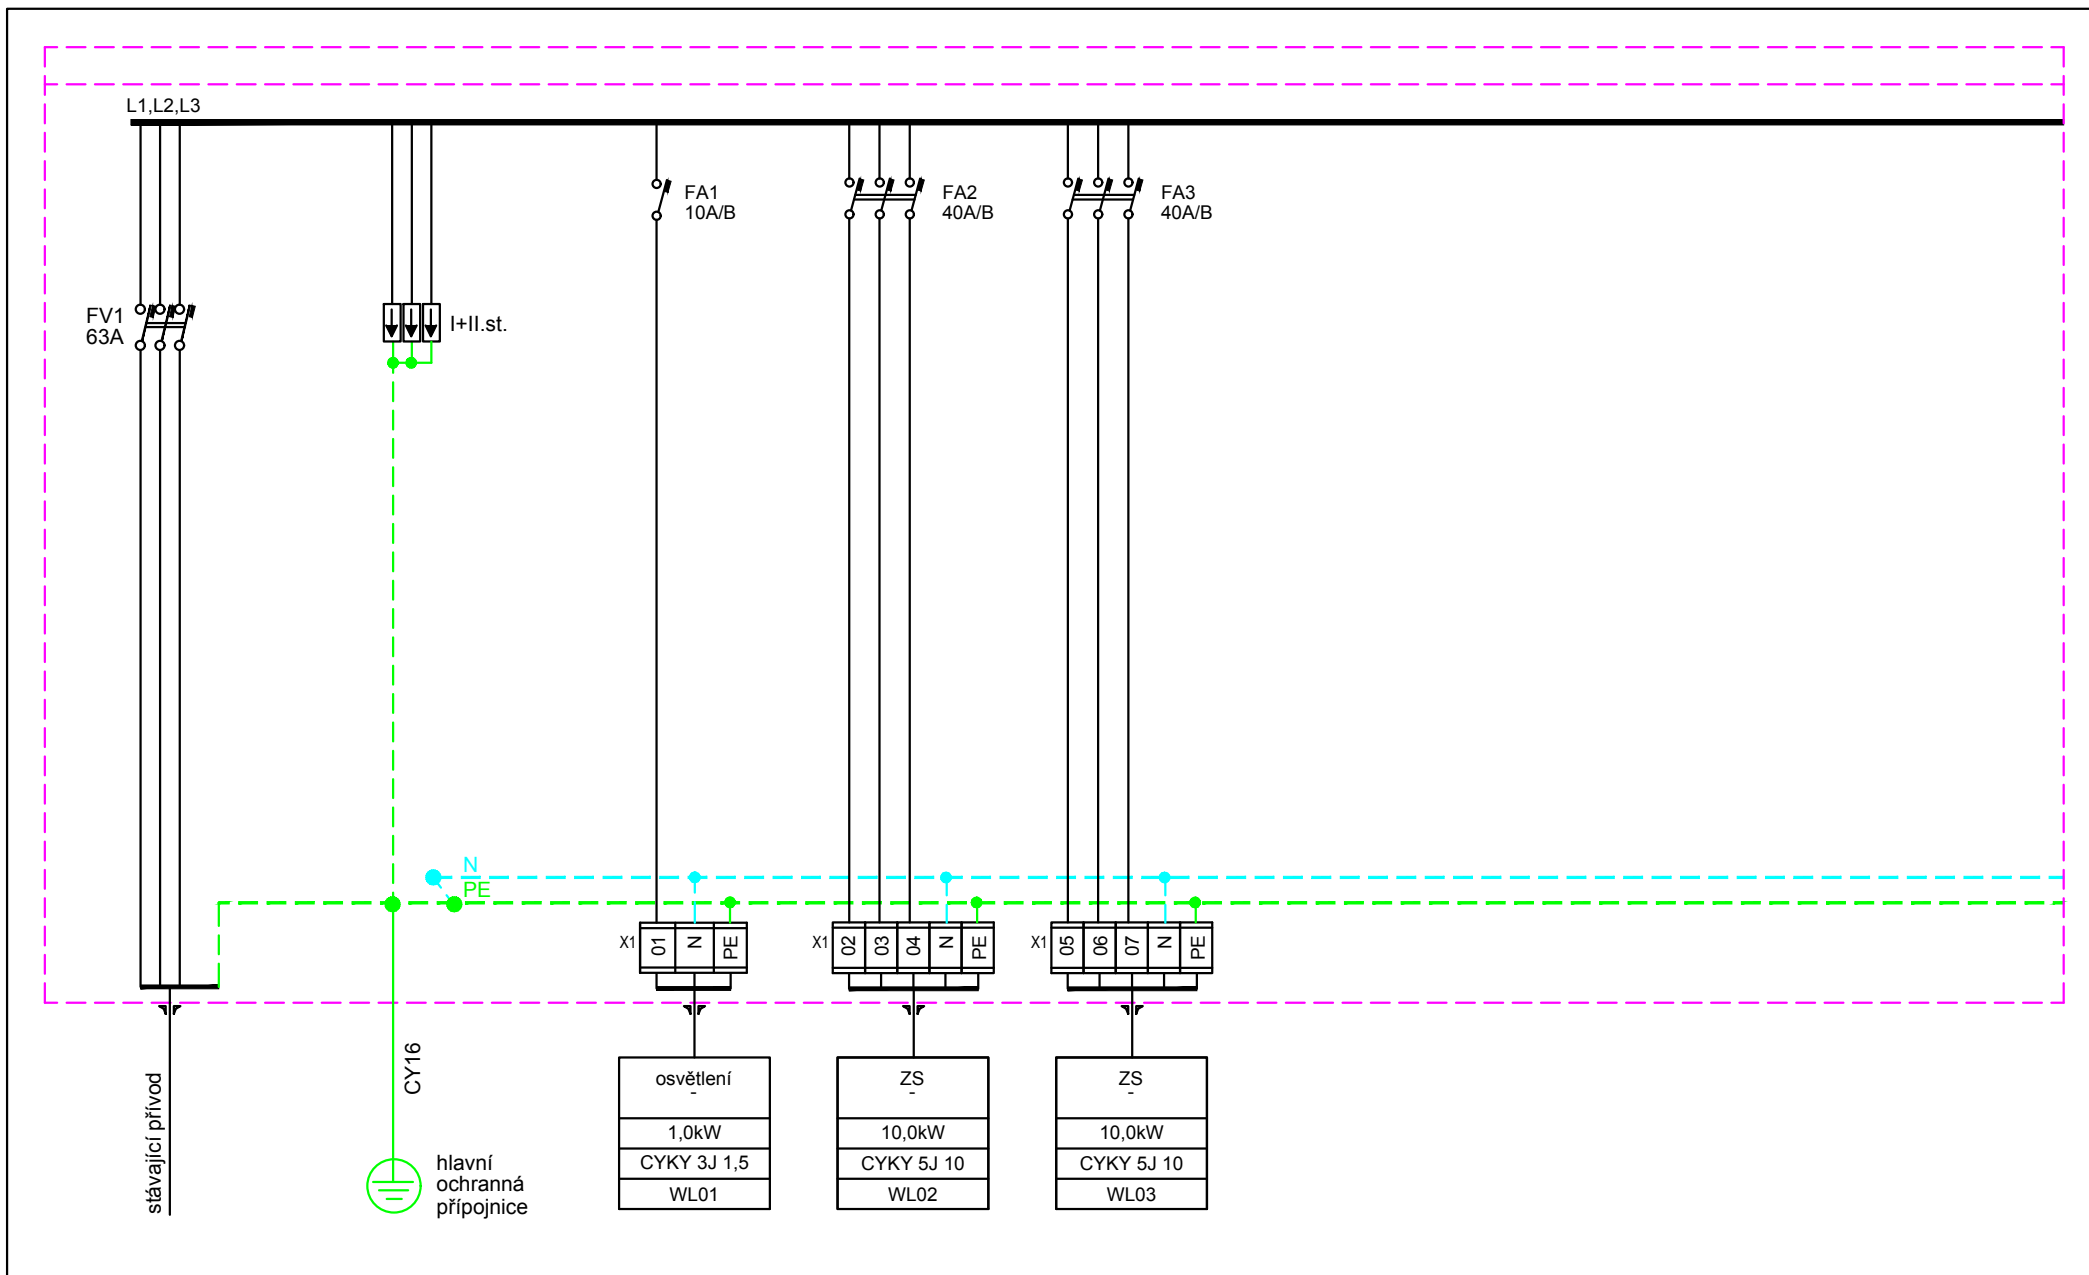 L1,L2,L3
FA1
10A/B
FA2
40A/B
FA3
40A/B
FV1
63A
I+II.st.
N
PE
X1
01
N
PE
X1
02
03
04
N
PE
X1
05
06
07
N
PE
stávající přívod
CY16
hlavní
ochranná
přípojnice
osvětlení
-
1,0kW
CYKY 3J 1,5
WL01
ZS
-
10,0kW
CYKY 5J 10
WL02
ZS
-
10,0kW
CYKY 5J 10
WL03